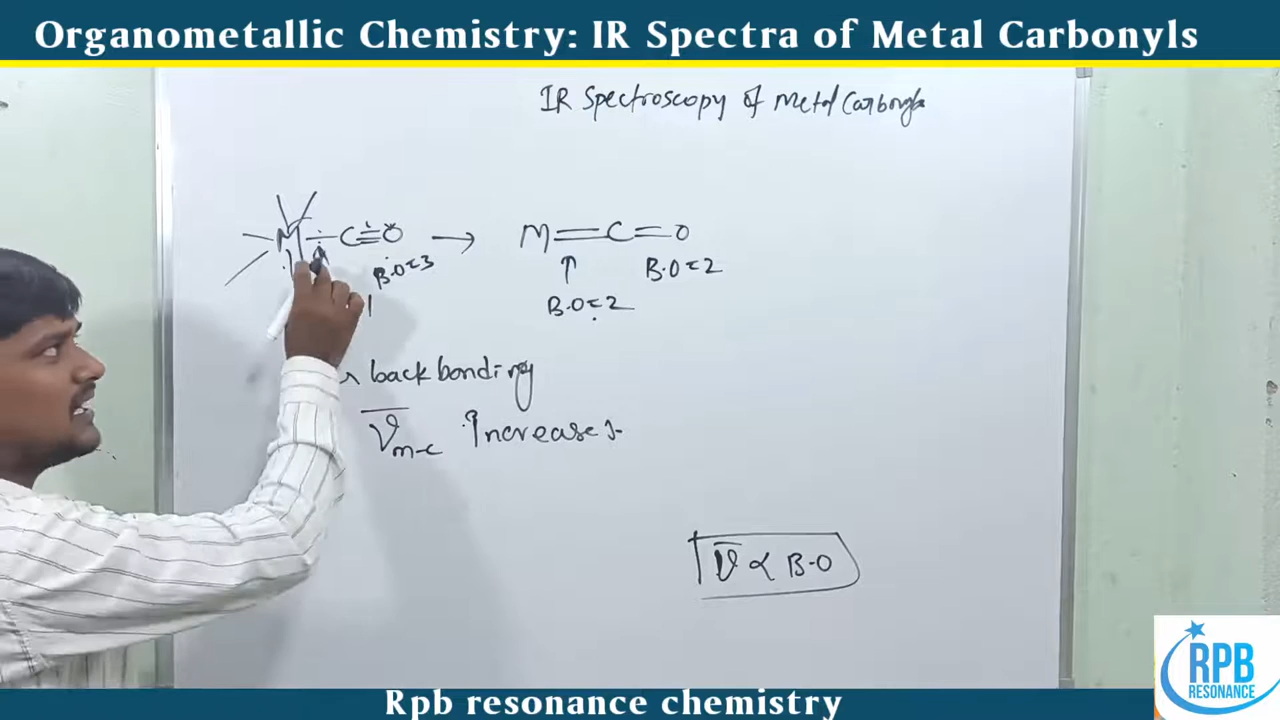 Organometallic Chemistry: IR Spectra of Metal Carbonyls
IR Spectroscopy of Metal Carbonyls
M-C≡O → M=C=O
B.O=3
B.O=2
1
B.O=2
back bonding
ν̄m-c Increases
ν̄ ∝ B.O
RPB
RESONANCE
Rpb resonance chemistry